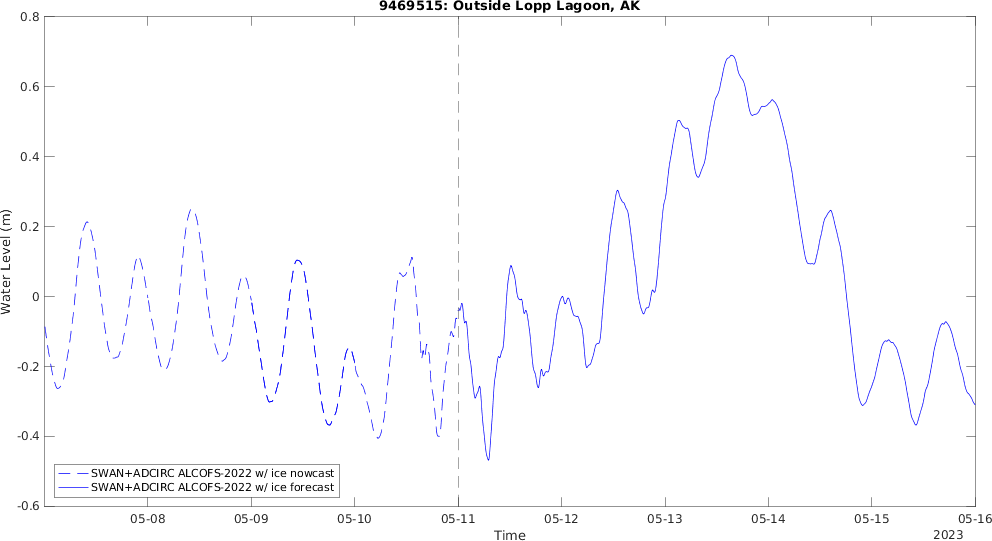 9469515: Outside Lopp Lagoon, AK
0.8
0.6
0.4
0.2
0
-0.2
-0.4
-0.6
Water Level (m)
SWAN+ADCIRC ALCOFS-2022 w/ ice nowcast
SWAN+ADCIRC ALCOFS-2022 w/ ice forecast
05-08 05-09 05-10 05-11 05-12 05-13 05-14 05-15 05-16
Time
2023